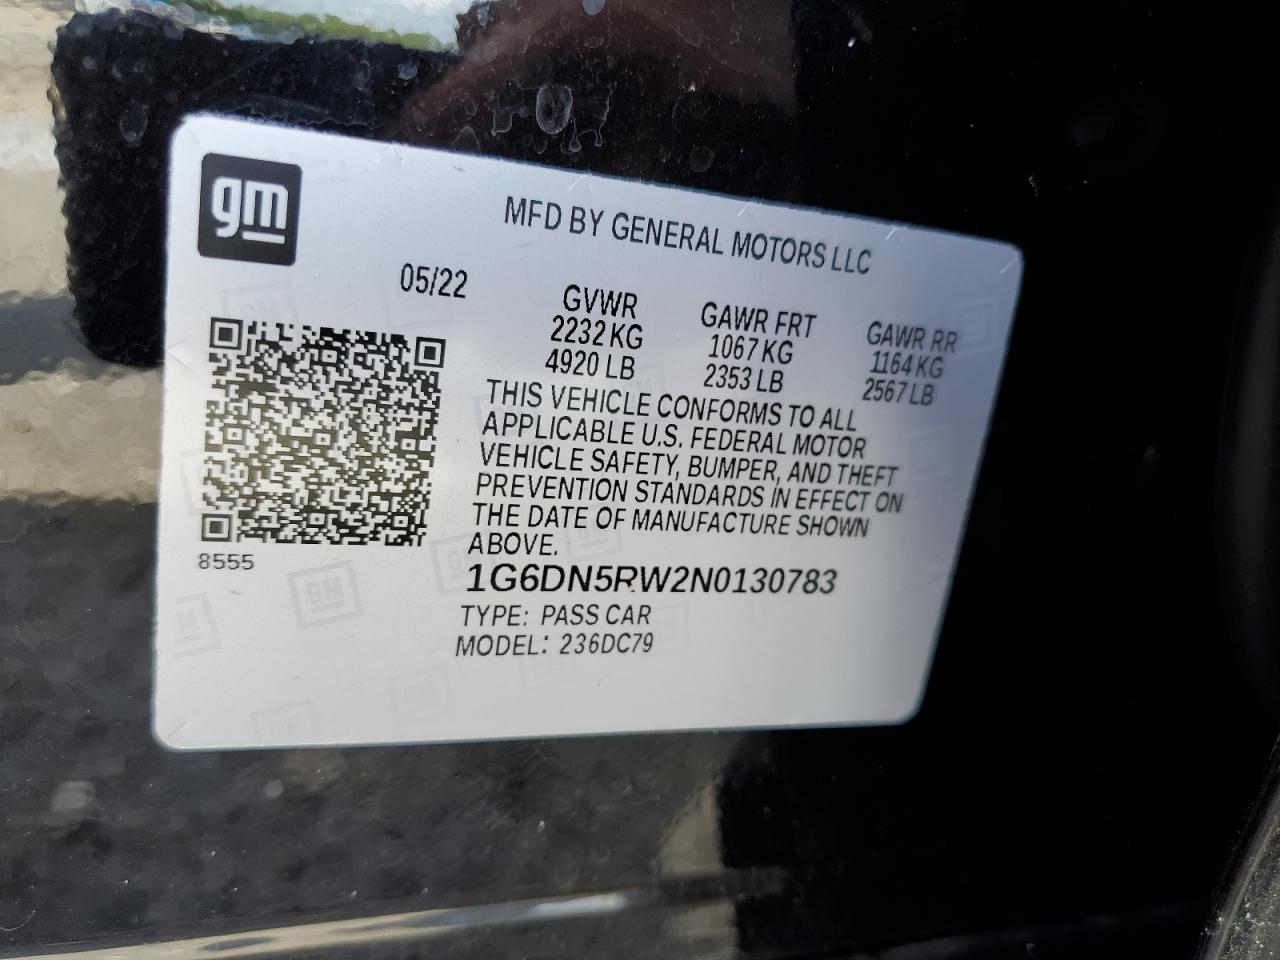 gm
MFD BY GENERAL MOTORS LLC
05/22
GVWR GAWR FRT GAWR RR
2232 KG 1067 KG 1164 KG
4920 LB 2353 LB 2567 LB
THIS VEHICLE CONFORMS TO ALL
APPLICABLE U.S. FEDERAL MOTOR
VEHICLE SAFETY, BUMPER, AND THEFT
PREVENTION STANDARDS IN EFFECT ON
THE DATE OF MANUFACTURE SHOWN
ABOVE.
8555
1G6DN5RW2N0130783
TYPE: PASS CAR
MODEL: 236DC79